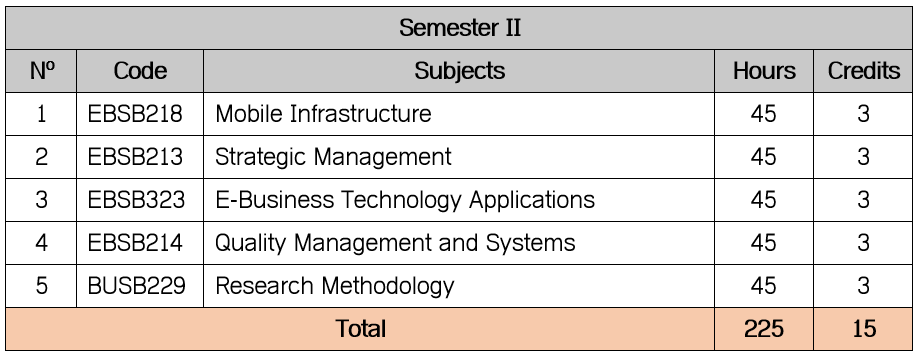 Semester II
Nº Code Subjects Hours Credits
1 EBSB218 Mobile Infrastructure 45 3
2 EBSB213 Strategic Management 45 3
3 EBSB323 E-Business Technology Applications 45 3
4 EBSB214 Quality Management and Systems 45 3
5 BUSB229 Research Methodology 45 3
Total 225 15